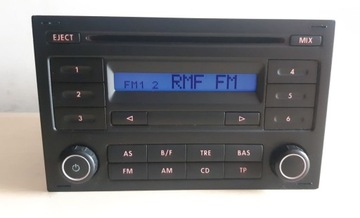 EJECT MIX
1 FM1 2 RMF FM 4
2 5
3 ◁ ▷ 6
AS B/F TRE BAS
FM AM CD TP